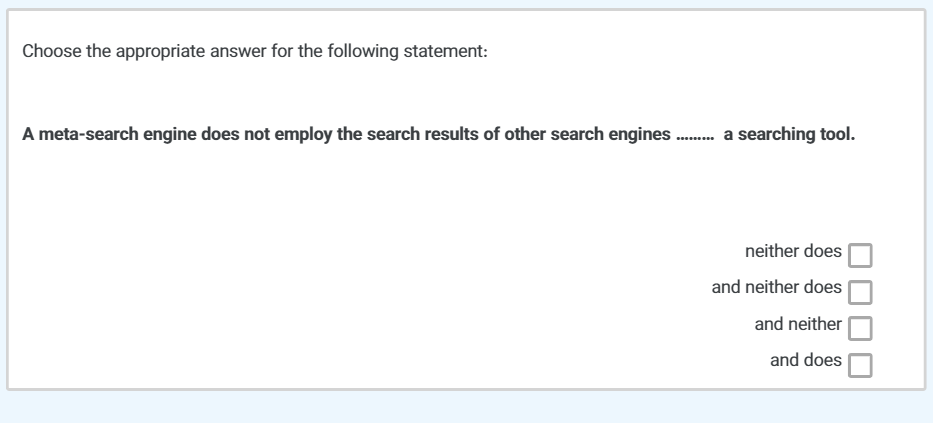 Choose the appropriate answer for the following statement:
A meta-search engine does not employ the search results of other search engines ......... a searching tool.
neither does
and neither does
and neither
and does